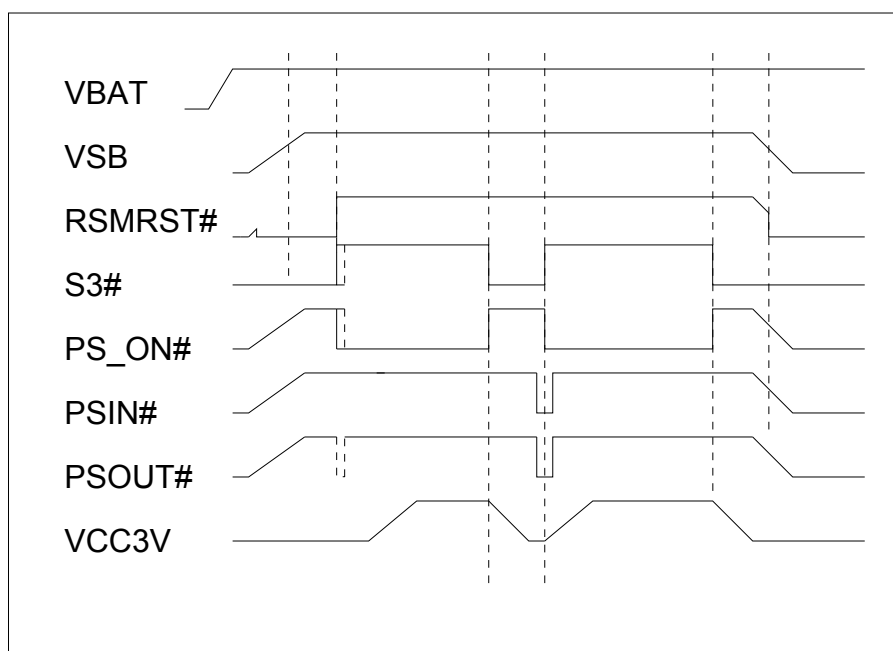 VBAT
VSB
RSMRST#
S3#
PS_ON#
PSIN#
PSOUT#
VCC3V